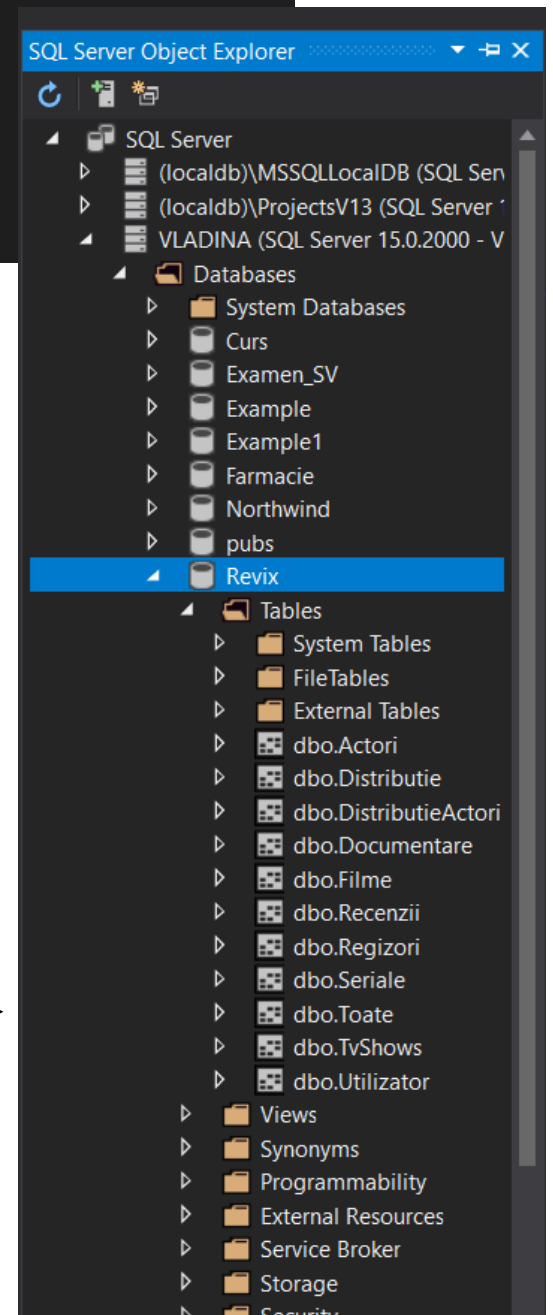 SQL Server Object Explorer
SQL Server
(localdb)\MSSQLLocalDB (SQL Serv
(localdb)\ProjectsV13 (SQL Server 1
VLADINA (SQL Server 15.0.2000 - V
Databases
System Databases
Curs
Examen_SV
Example
Example1
Farmacie
Northwind
pubs
Revix
Tables
System Tables
FileTables
External Tables
dbo.Actori
dbo.Distributie
dbo.DistributieActori
dbo.Documentare
dbo.Filme
dbo.Recenzii
dbo.Regizori
dbo.Seriale
dbo.Toate
dbo.TvShows
dbo.Utilizator
Views
Synonyms
Programmability
External Resources
Service Broker
Storage
Security